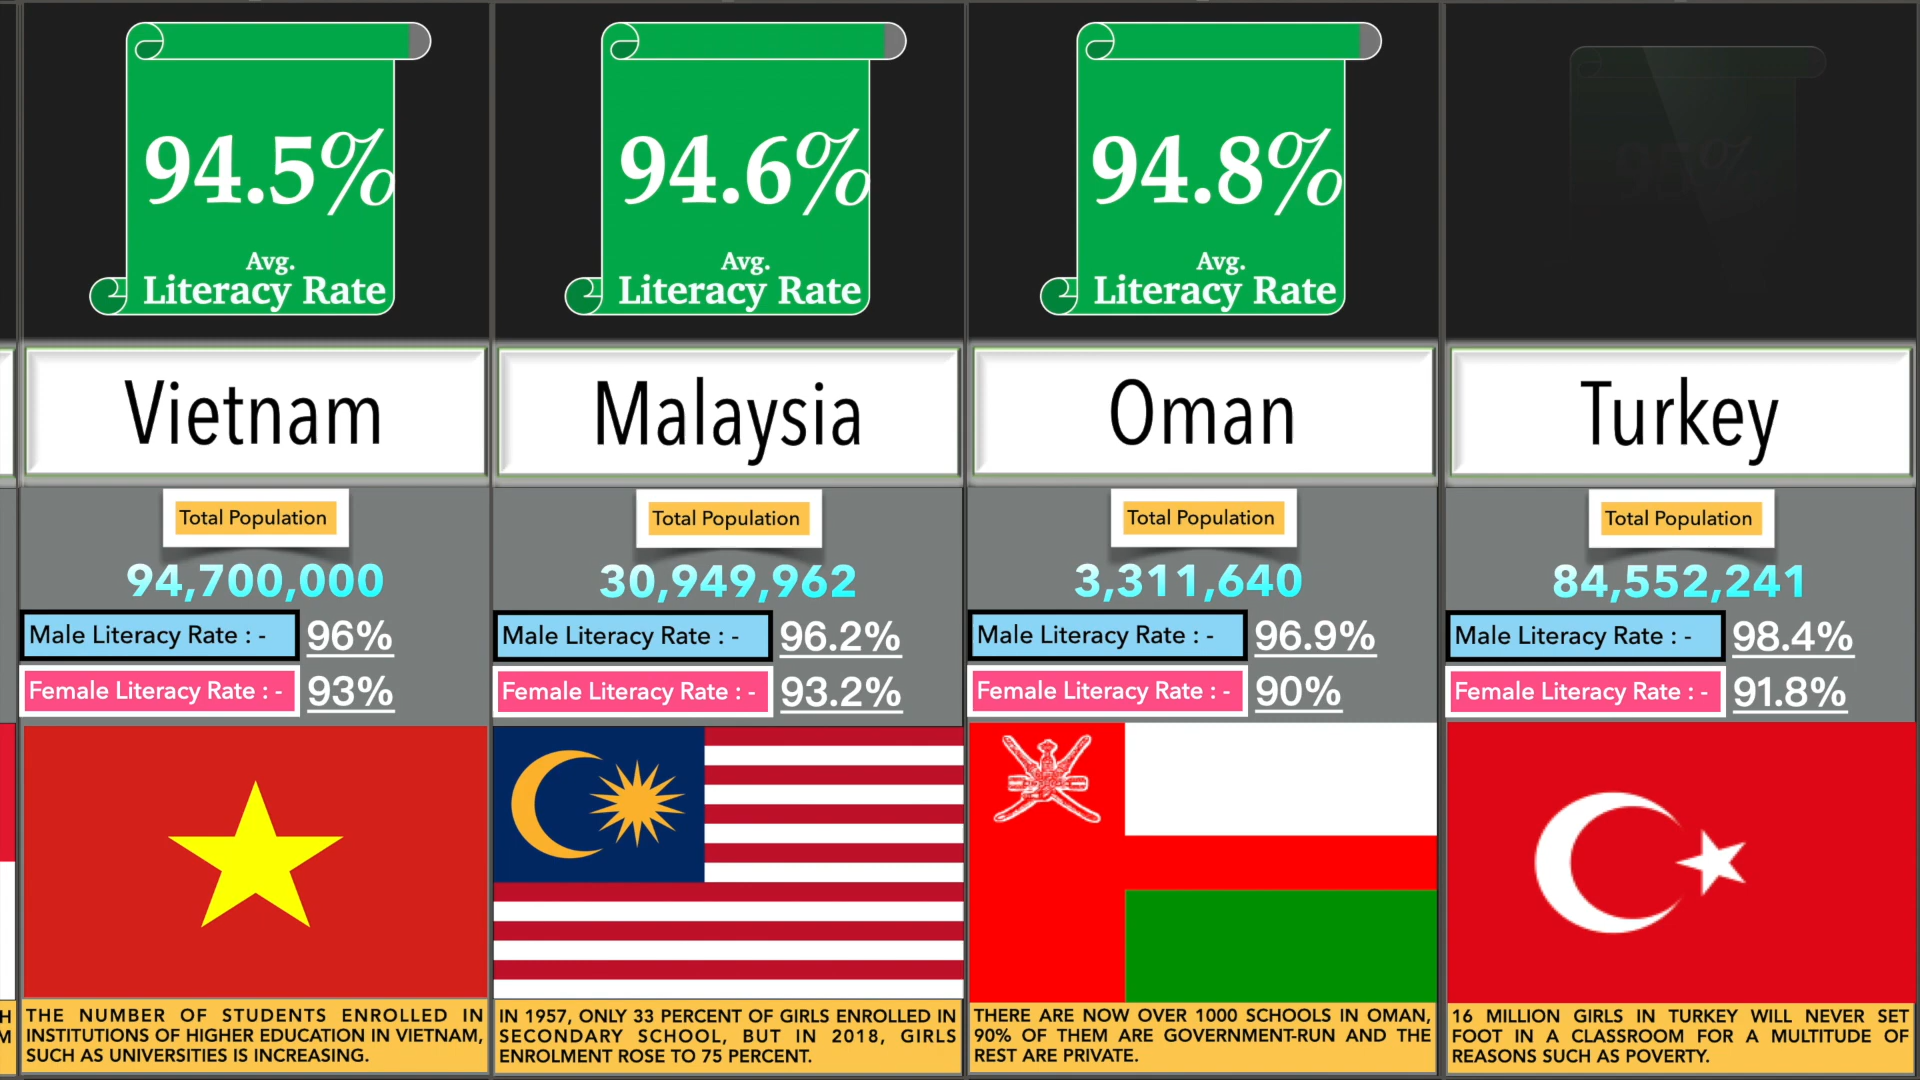 94.5%
Avg.
Literacy Rate
Vietnam
Total Population
94,700,000
Male Literacy Rate : - 96%
Female Literacy Rate : - 93%
THE NUMBER OF STUDENTS ENROLLED IN
INSTITUTIONS OF HIGHER EDUCATION IN VIETNAM,
SUCH AS UNIVERSITIES IS INCREASING.
94.6%
Avg.
Literacy Rate
Malaysia
Total Population
30,949,962
Male Literacy Rate : - 96.2%
Female Literacy Rate : - 93.2%
IN 1957, ONLY 33 PERCENT OF GIRLS ENROLLED IN
SECONDARY SCHOOL, BUT IN 2018, GIRLS
ENROLMENT ROSE TO 75 PERCENT.
94.8%
Avg.
Literacy Rate
Oman
Total Population
3,311,640
Male Literacy Rate : - 96.9%
Female Literacy Rate : - 90%
THERE ARE NOW OVER 1000 SCHOOLS IN OMAN,
90% OF THEM ARE GOVERNMENT-RUN AND THE
REST ARE PRIVATE.
95%
Turkey
Total Population
84,552,241
Male Literacy Rate : - 98.4%
Female Literacy Rate : - 91.8%
16 MILLION GIRLS IN TURKEY WILL NEVER SET
FOOT IN A CLASSROOM FOR A MULTITUDE OF
REASONS SUCH AS POVERTY.